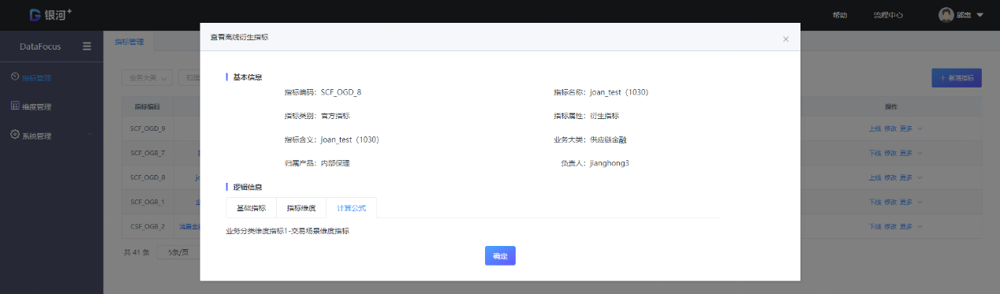 银河+
帮助
流程中心
郭惠
DataFocus
指标管理
维度管理
系统管理
指标管理
业务大类
归属
+ 新增指标
指标编码
操作
SCF_OGD_9
上线 修改 更多
SCF_OGB_7
下线 修改 更多
SCF_OGD_8
jo
上线 修改 更多
SCF_OGB_1
业
下线 修改 更多
CSF_OGB_2
消费金
下线 修改 更多
共 41 条
5条/页
查看离线衍生指标
基本信息
指标编码: SCF_OGD_8
指标名称: joan_test（1030）
指标类别: 官方指标
指标属性: 衍生指标
指标含义: Joan_test（1030）
业务大类: 供应链金融
归属产品: 内部保理
负责人: jianghong3
逻辑信息
基础指标
指标维度
计算公式
业务分类维度指标1-交易场景维度指标
确定